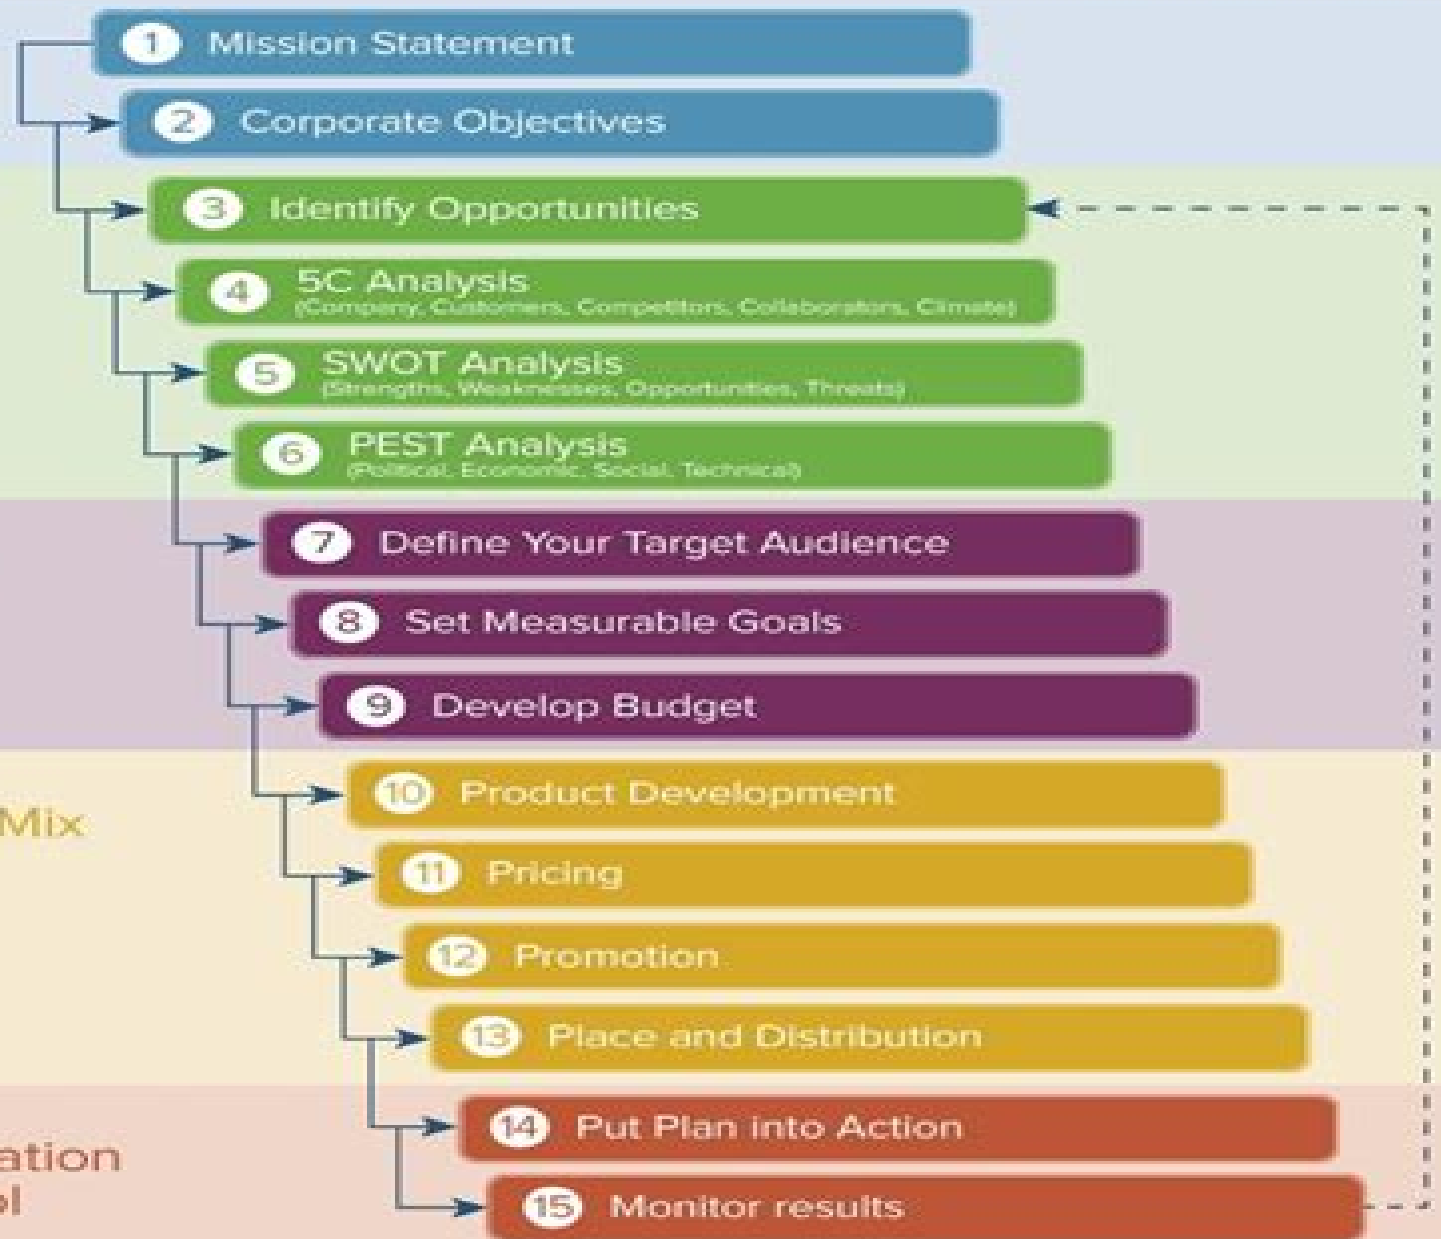 1 Mission Statement
2 Corporate Objectives
3 Identify Opportunities
4 5C Analysis
(Company, Customers, Competitors, Collaborators, Climate)
5 SWOT Analysis
(Strengths, Weaknesses, Opportunities, Threats)
6 PEST Analysis
(Political, Economic, Social, Technical)
7 Define Your Target Audience
8 Set Measurable Goals
9 Develop Budget
10 Product Development
Mix
11 Pricing
12 Promotion
13 Place and Distribution
14 Put Plan into Action
ation
ol
15 Monitor results